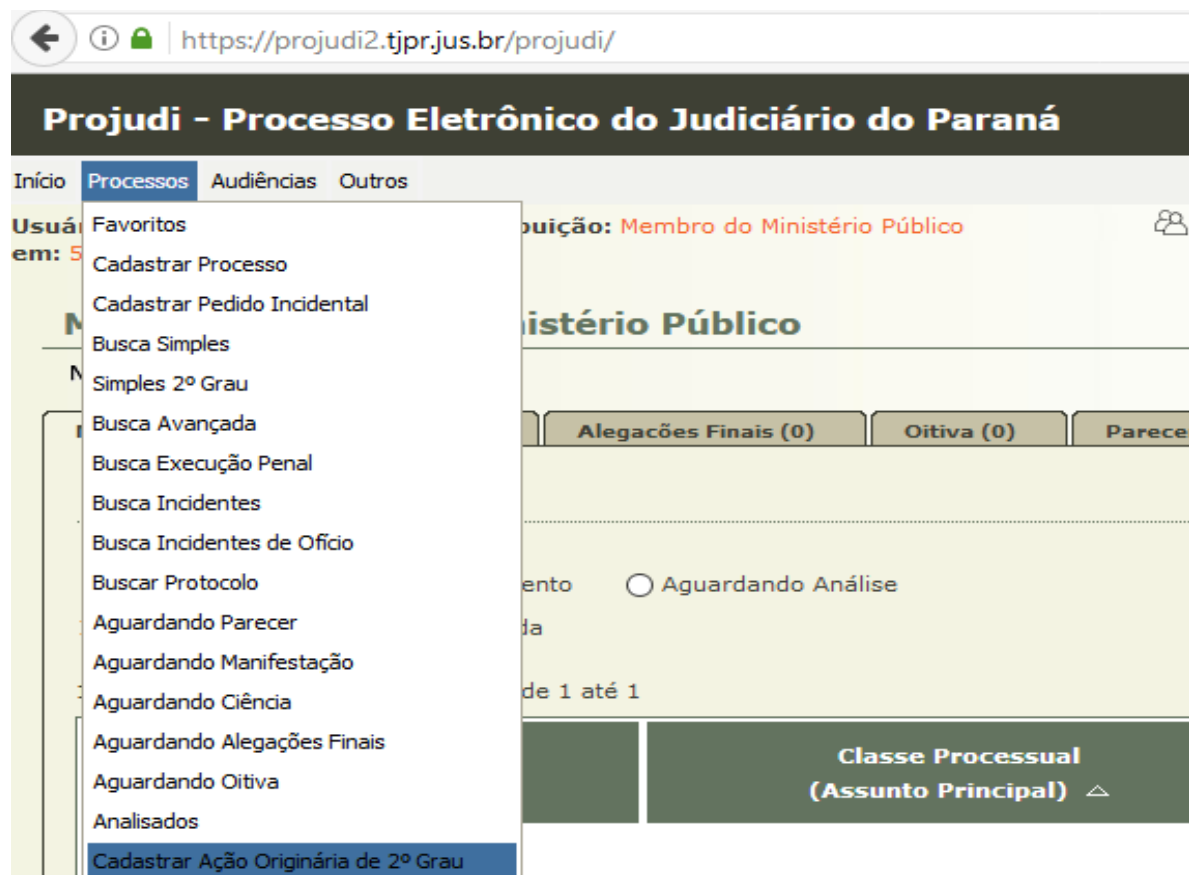 https://projudi2.tjpr.jus.br/projudi/
Projudi - Processo Eletrônico do Judiciário do Paraná
Início Processos Audiências Outros
Favoritos
Cadastrar Processo
Cadastrar Pedido Incidental
Busca Simples
Simples 2º Grau
Busca Avançada
Busca Execução Penal
Busca Incidentes
Busca Incidentes de Ofício
Buscar Protocolo
Aguardando Parecer
Aguardando Manifestação
Aguardando Ciência
Aguardando Alegações Finais
Aguardando Oitiva
Analisados
Cadastrar Ação Originária de 2º Grau
Membro do Ministério Público
em: 5
Público
Alegacões Finais (0) Oitiva (0)
Aguardando Análise
de 1 até 1
Classe Processual
(Assunto Principal)